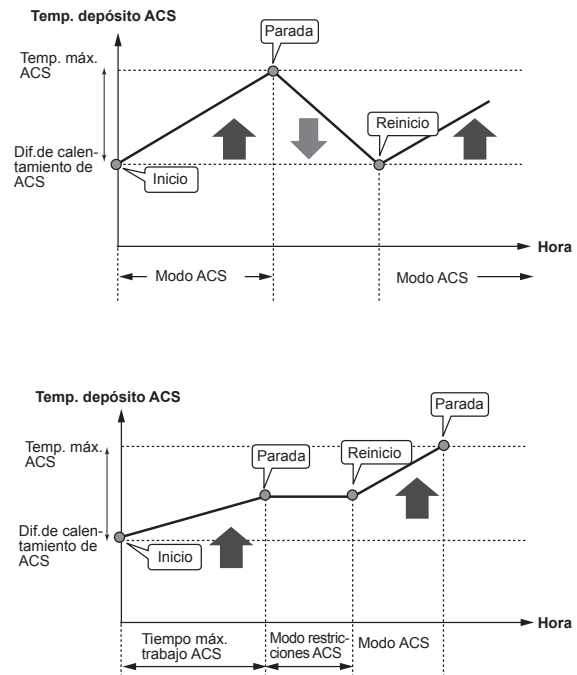 Temp. depósito ACS
Parada
Temp. máx.
ACS
Reinicio
Dif.de calen-
tamiento de
ACS
Inicio
Hora
Modo ACS
Modo ACS
Temp. depósito ACS
Parada
Temp. máx.
ACS
Parada
Reinicio
Dif.de calen-
tamiento de
ACS
Inicio
Hora
Tiempo máx.
trabajo ACS
Modo restric-
ciones ACS
Modo ACS